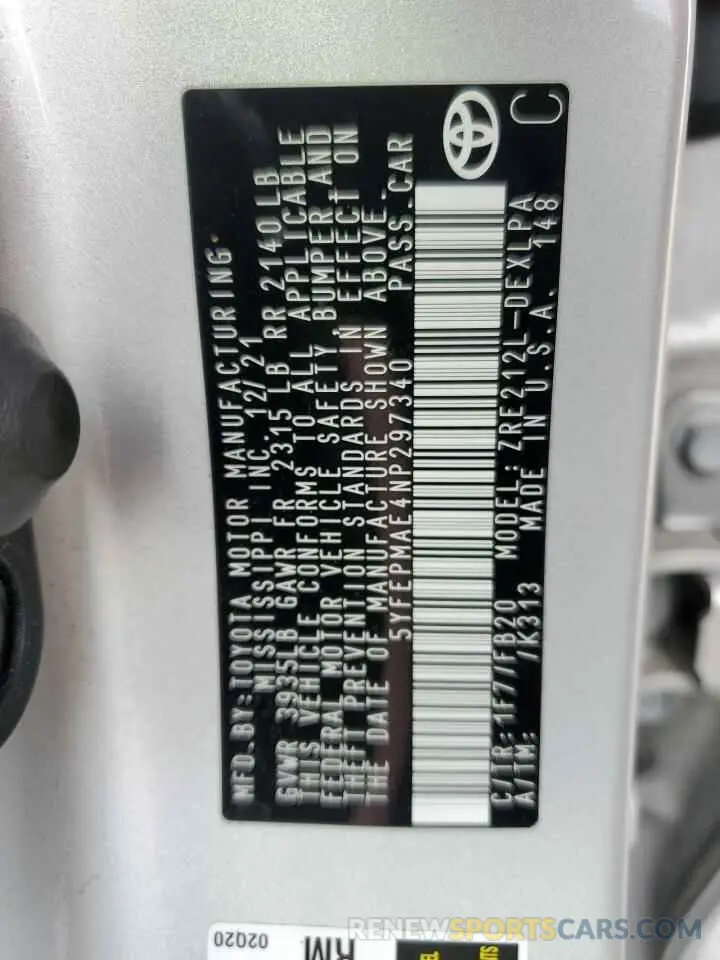 MFD.BY:TOYOTA MOTOR MANUFACTURING
MISSISSIPPI INC. 12/21
GVWR 3935LB GAWR FR 2315 LB RR 2140 LB
THIS VEHICLE CONFORMS TO ALL APPLICABLE
FEDERAL MOTOR VEHICLE SAFETY, BUMPER AND
THEFT PREVENTION STANDARDS IN EFFECT ON
THE DATE OF MANUFACTURE SHOWN ABOVE.
5YFEPMAE4NP297340 PASS.CAR
C/TR:1F7/FB20 MODEL:ZRE212L-DEXLPA
A/TM: /K313 MADE IN U.S.A. 148
C
02Q20
RENEWSPORTSCARS.COM